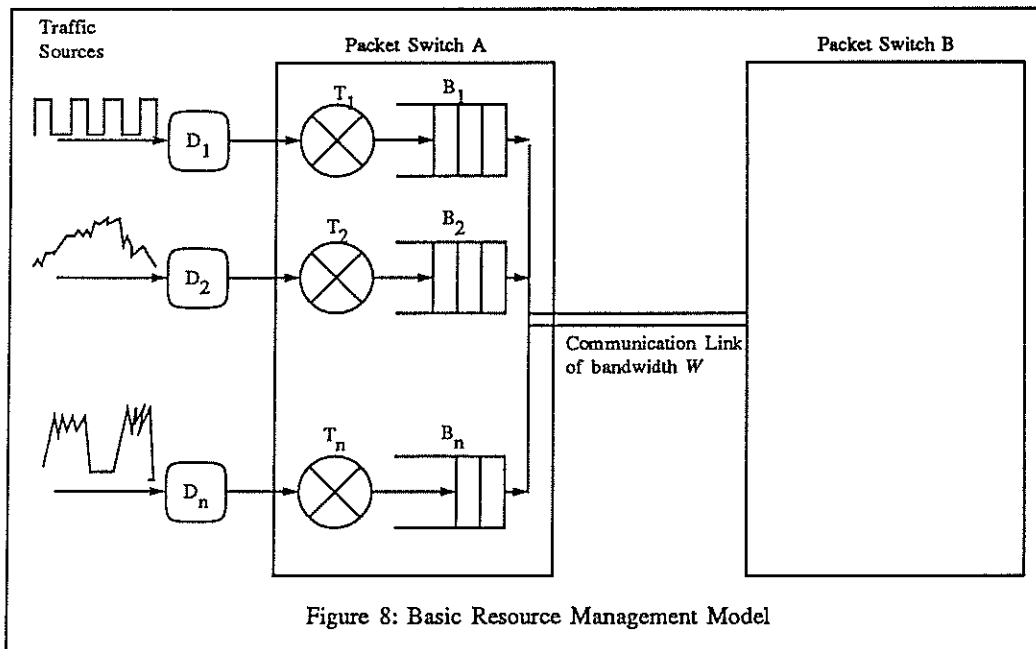 Traffic
Sources
Packet Switch A
Packet Switch B
T1
B1
D1
T2
B2
D2
Communication Link
of bandwidth W
Tn
Bn
Dn
Figure 8: Basic Resource Management Model